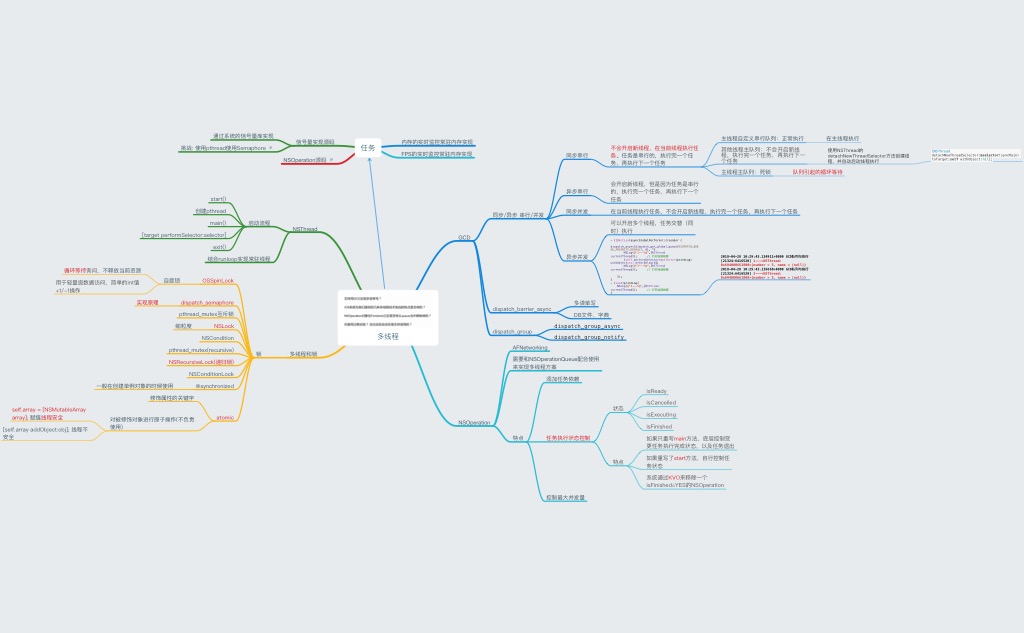 任务
通过系统的信号量库实现
挑战: 使用pthread使用Semaphore
信号量实现源码
NSOperation源码
内存的实时监控常驻内存实现
FPS的实时监控常驻内存实现
start()
创建pthread
main()
[target performSelector:selector]
exit()
启动流程
结合runloop实现常驻线程
NSThread
循环等待询问、不释放当前资源
用于轻量级数据访问、简单的int值
+1/-1操作
自旋锁
OSSpinLock
实现原理
dispatch_semaphore
pthread_mutex互斥锁
NSLock
NSCondition
pthread_mutex(recursive)
NSRecursiveLock(递归锁)
NSConditionLock
一般在创建单例对象的时候使用
@synchronized
修饰属性的关键字
对被修饰对象进行原子操作(不负责
使用)
atomic
self.array = [NSMutableArray
array]; 赋值线程安全
[self.array addObject:obj]; 线程不
安全
锁
多线程和锁
多线程
GCD
同步/异步 串行/并发
同步串行
不会开启新线程，在当前线程执行任
务。任务是串行的，执行完一个任
务，再执行下一个任务
主线程自定义串行队列：正常执行
在主线程执行
其他线程主队列：不会开启新线
程，执行完一个任务，再执行下一
个任务
使用NSThread的
detachNewThreadSelector方法创建线
程，并自动启动线程执行
主线程主队列：死锁
队列引起的循环等待
异步串行
会开启新线程，但是因为任务是串行
的，执行完一个任务，再执行下一个
任务
同步并发
在当前线程执行任务，不会开启新线程，执行完一个任务，再执行下一个任务
异步并发
可以开启多个线程，任务交替（同
时）执行
dispatch_barrier_async
多读单写
DB文件、字典
dispatch_group
dispatch_group_async
dispatch_group_notify
NSOperation
AFNetworking
需要和NSOperationQueue配合使用
来实现多线程方案
特点
添加任务依赖
任务执行状态控制
状态
isReady
isCancelled
isExecuting
isFinished
特点
如果只重写main方法，底层控制变
更任务执行完成状态、以及任务退出
如果重写了start方法，自行控制任
务状态
系统通过KVO来移除一个
isFinished=YES的NSOperation
控制最大并发量